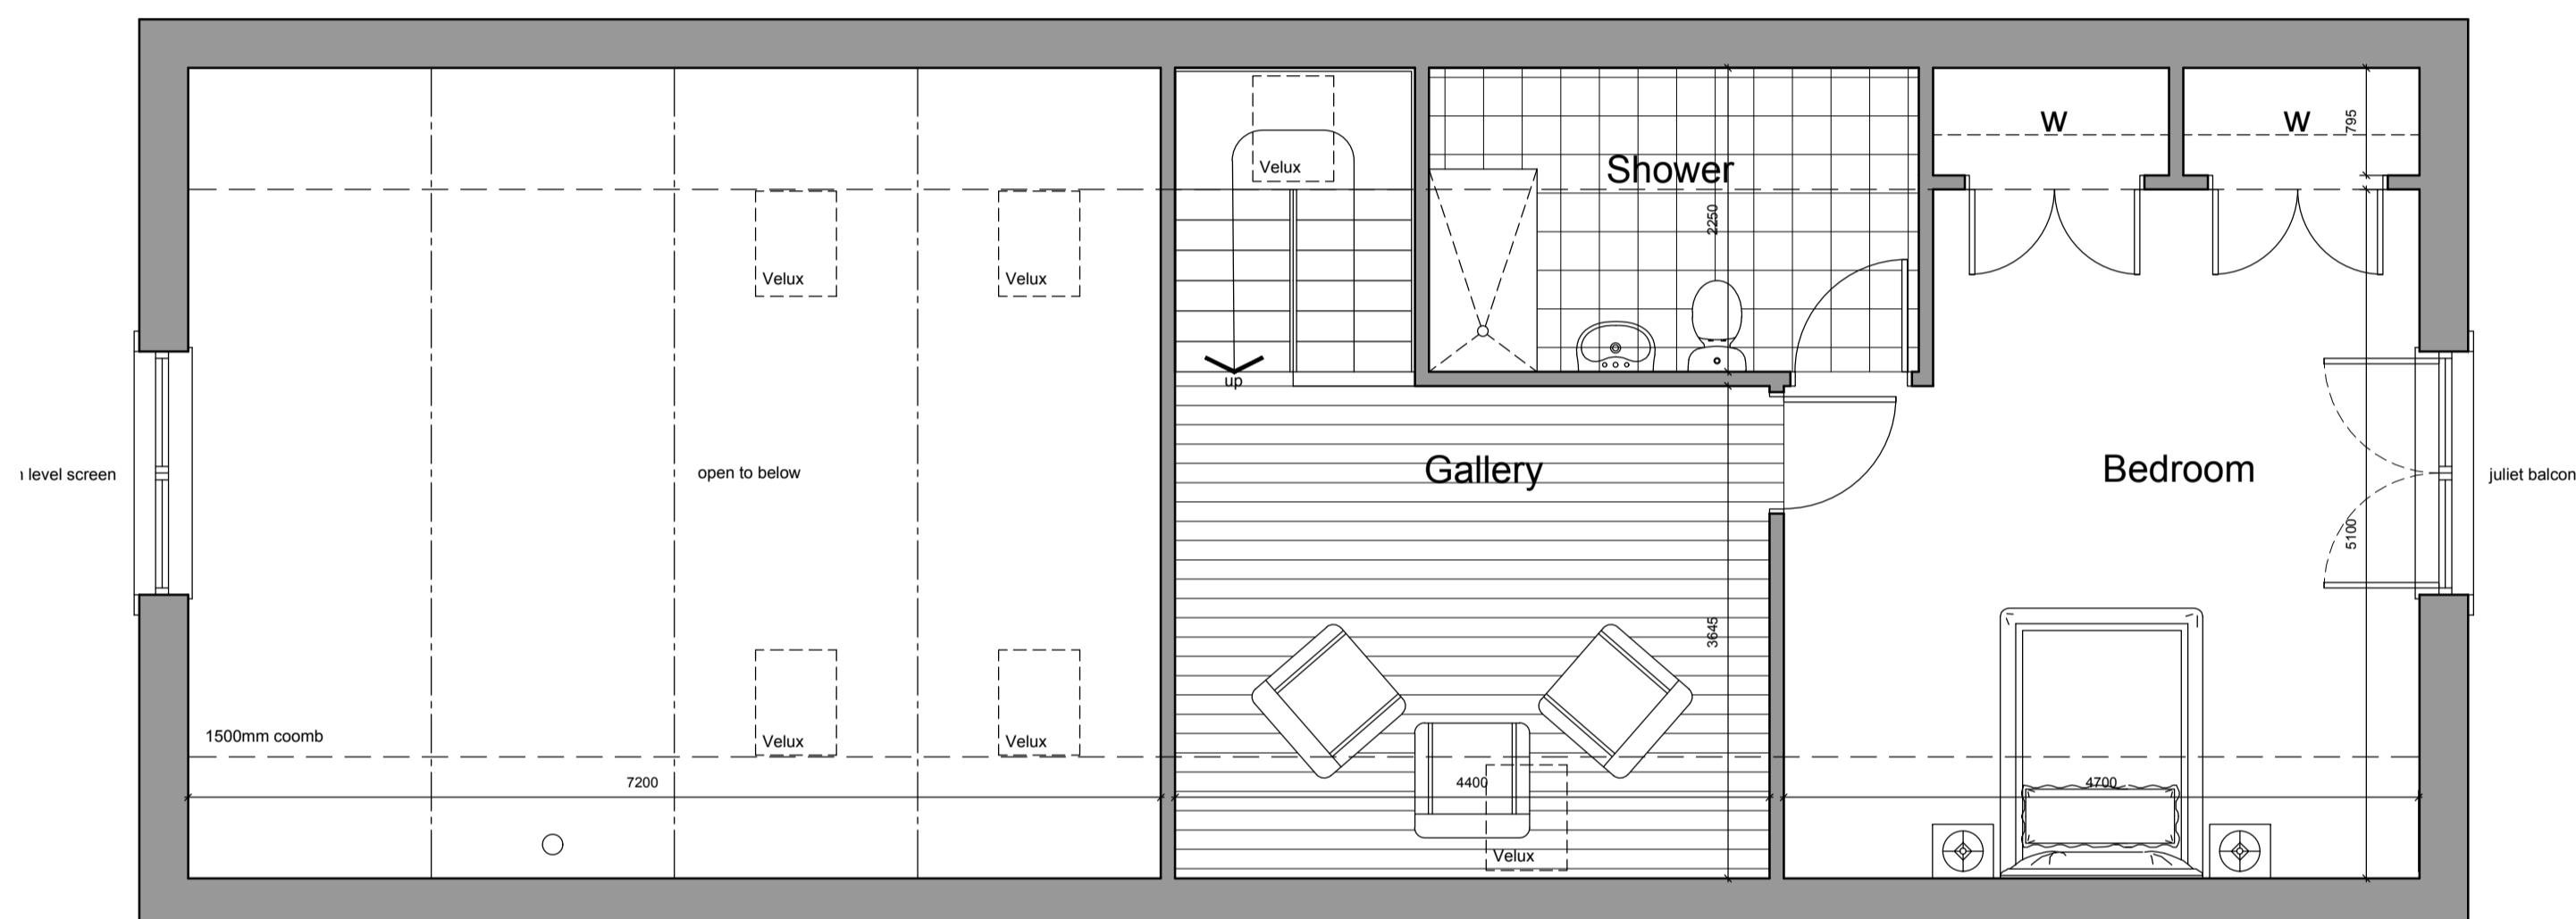 Velux
Shower
W
W
795
2250
Velux
Velux
up
level screen
open to below
Gallery
Bedroom
juliet balcon
5100
3645
1500mm coomb
Velux
Velux
7200
4400
4700
Velux